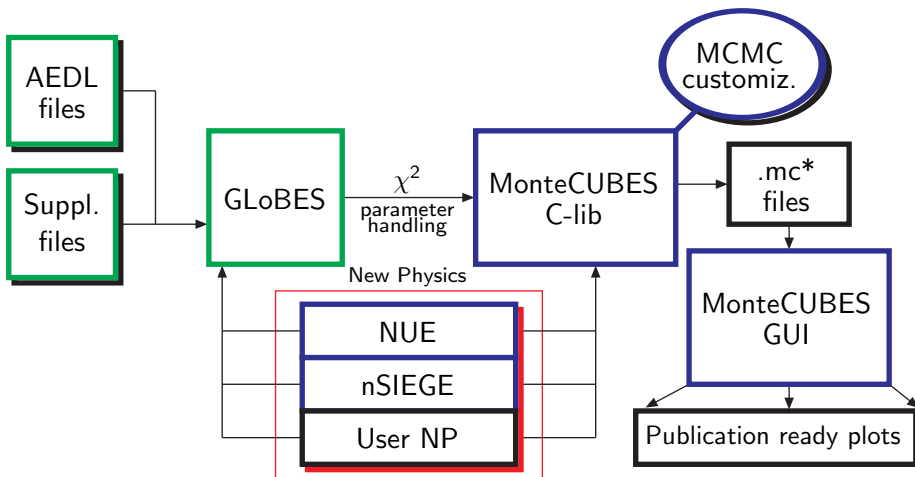 AEDL
files
Suppl.
files
GLoBES
χ²
parameter
handling
MonteCUBES
C-lib
MCMC
customiz.
.mc*
files
MonteCUBES
GUI
Publication ready plots
New Physics
NUE
nSIEGE
User NP